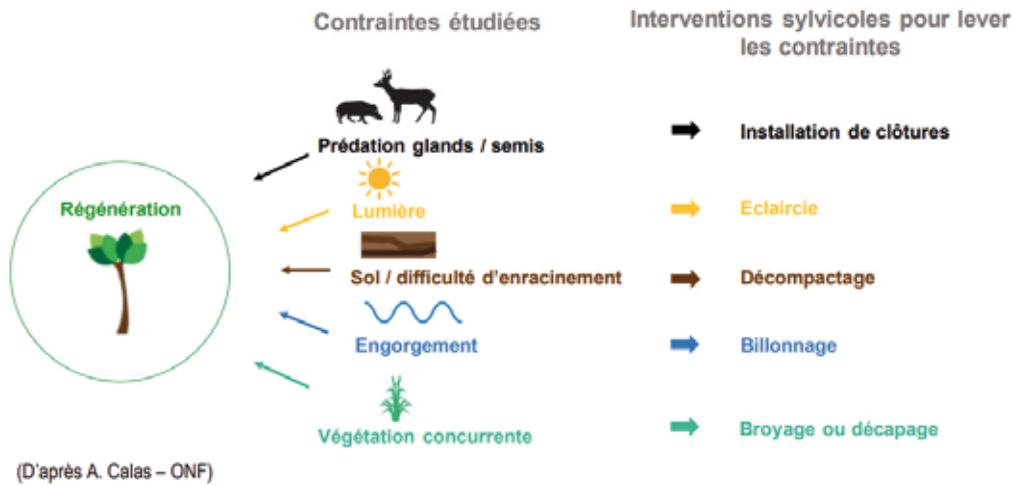 Contraintes étudiées
Interventions sylvicoles pour lever
les contraintes
Prédation glands / semis
Installation de clôtures
Régénération
Lumière
Eclaircie
Sol / difficulté d'enracinement
Décompactage
Engorgement
Billonnage
Végétation concurrente
Broyage ou décapage
(D'après A. Calas – ONF)